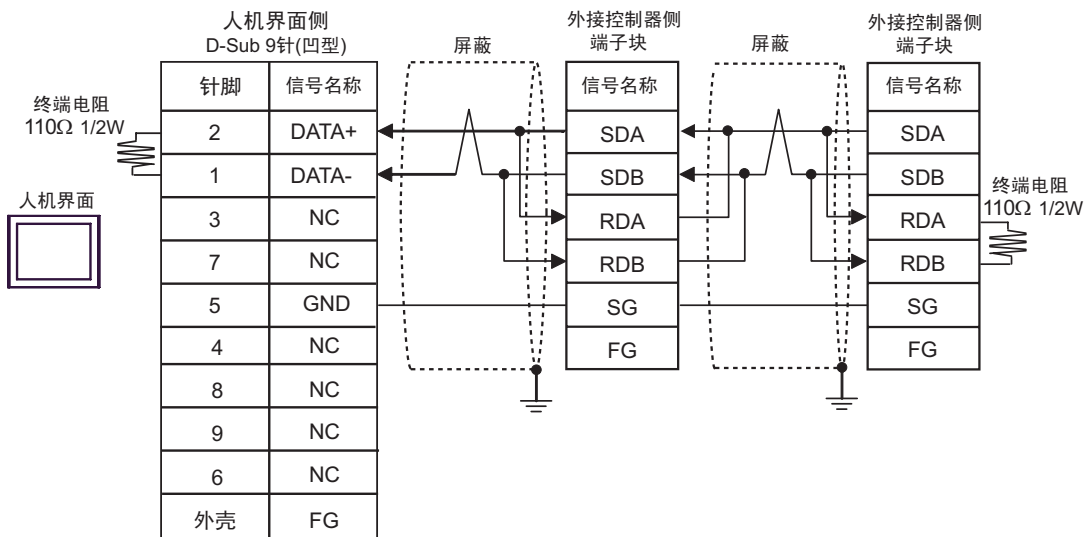 人机界面侧
D-Sub 9针(凹型)
屏蔽
外接控制器侧
端子块
屏蔽
外接控制器侧
端子块
终端电阻
110Ω 1/2W
人机界面
针脚 信号名称
2 DATA+
1 DATA-
3 NC
7 NC
5 GND
4 NC
8 NC
9 NC
6 NC
外壳 FG
信号名称
SDA
SDB
RDA
RDB
SG
FG
信号名称
SDA
SDB
RDA
RDB
SG
FG
终端电阻
110Ω 1/2W